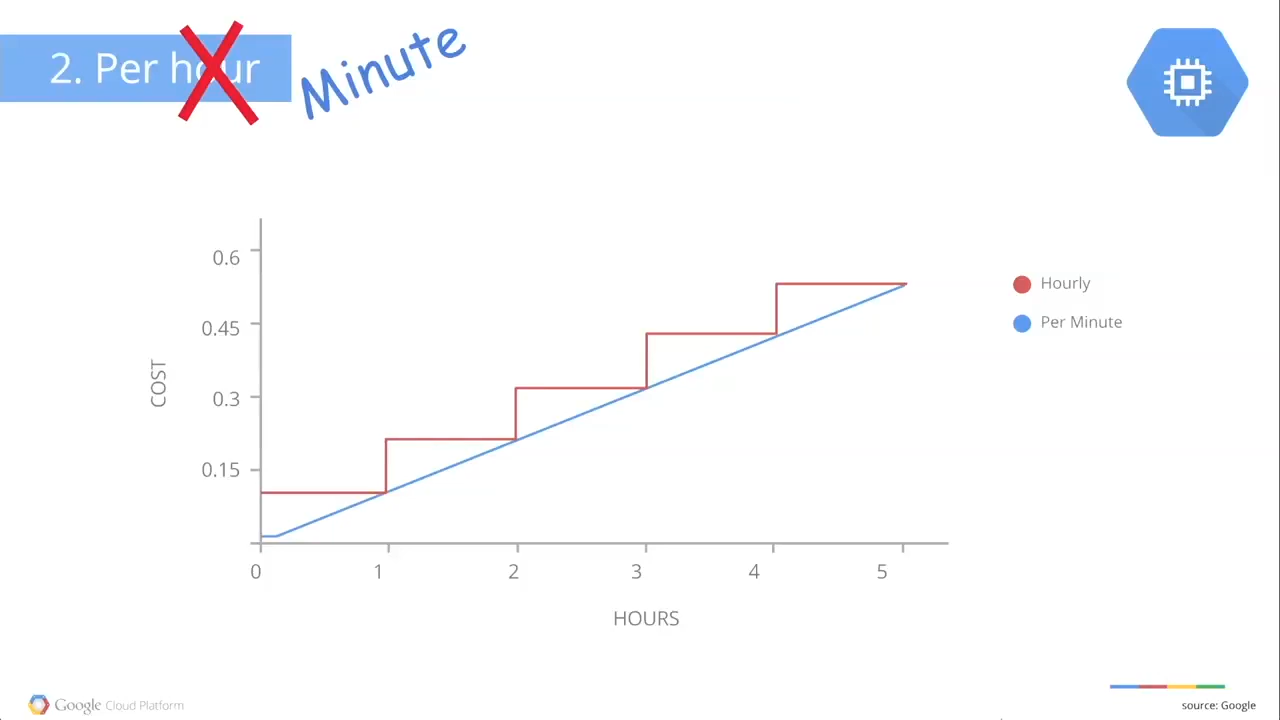 2. Per hour
Minute
0.6
0.45
0.3
0.15
COST
0 1 2 3 4 5
HOURS
Hourly
Per Minute
Google Cloud Platform
source: Google